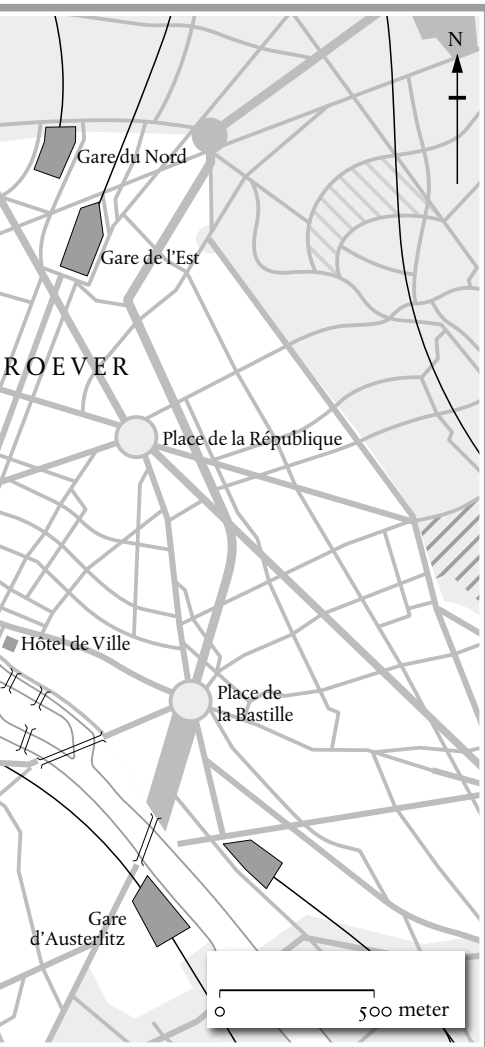 N
Gare du Nord
Gare de l'Est
ROEVER
Place de la République
Hôtel de Ville
Place de
la Bastille
Gare
d'Austerlitz
0
500 meter